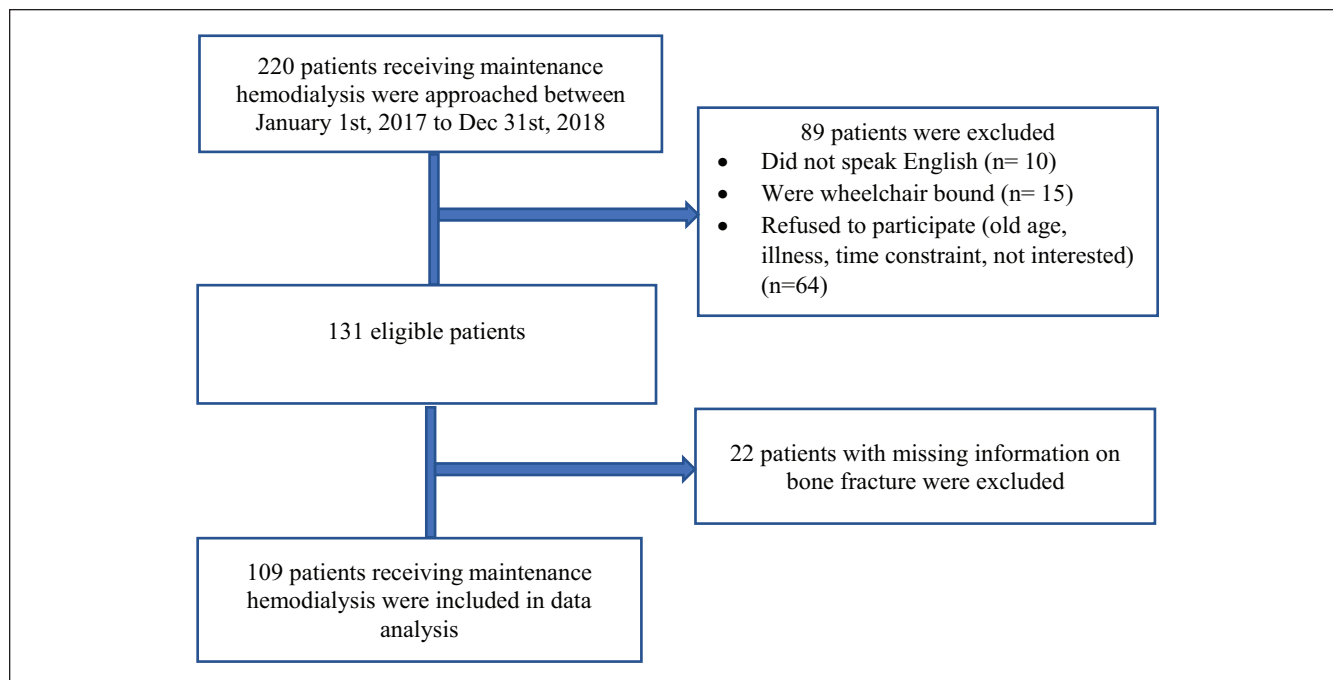 220 patients receiving maintenance
hemodialysis were approached between
January 1st, 2017 to Dec 31st, 2018
89 patients were excluded
• Did not speak English (n= 10)
• Were wheelchair bound (n= 15)
• Refused to participate (old age,
illness, time constraint, not interested)
(n=64)
131 eligible patients
22 patients with missing information on
bone fracture were excluded
109 patients receiving maintenance
hemodialysis were included in data
analysis